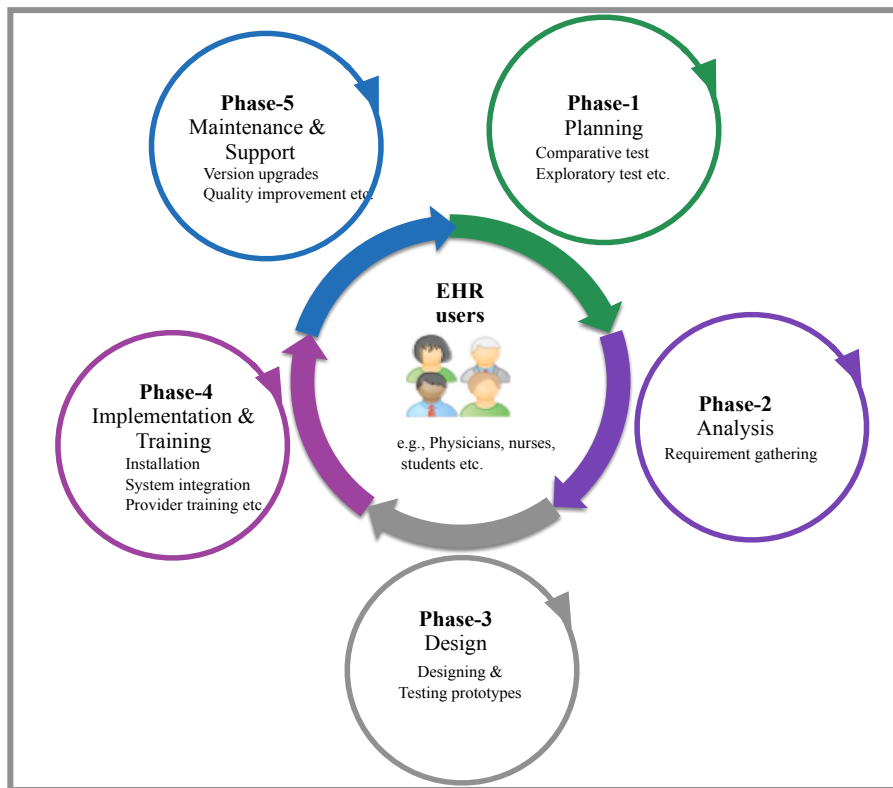 Phase-5
Maintenance &
Support
Version upgrades
Quality improvement etc.
Phase-1
Planning
Comparative test
Exploratory test etc.
EHR
users
e.g., Physicians, nurses,
students etc.
Phase-2
Analysis
Requirement gathering
Phase-4
Implementation &
Training
Installation
System integration
Provider training etc.
Phase-3
Design
Designing &
Testing prototypes